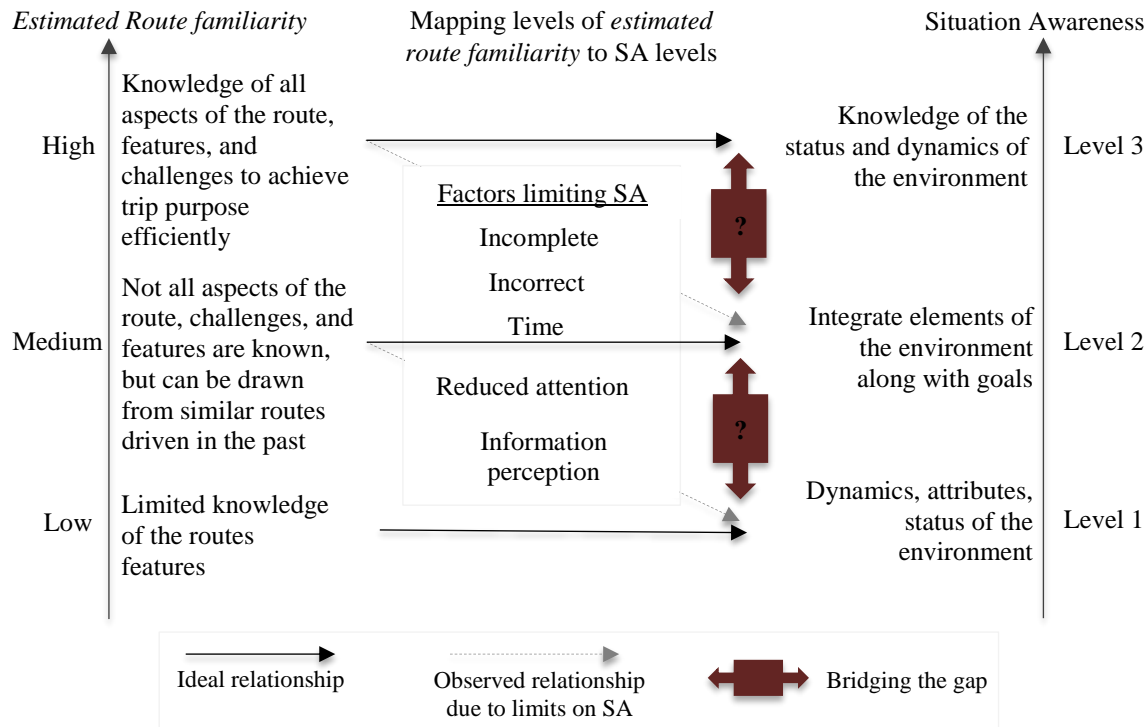 Estimated Route familiarity
Mapping levels of estimated
route familiarity to SA levels
Situation Awareness
High
Knowledge of all
aspects of the route,
features, and
challenges to achieve
trip purpose
efficiently
Medium
Not all aspects of the
route, challenges, and
features are known,
but can be drawn
from similar routes
driven in the past
Low
Limited knowledge
of the routes
features
Factors limiting SA
Incomplete
Incorrect
Time
Reduced attention
Information
perception
?
?
Knowledge of the
status and dynamics of
the environment
Level 3
Integrate elements of
the environment
along with goals
Level 2
Dynamics, attributes,
status of the
environment
Level 1
Ideal relationship
Observed relationship
due to limits on SA
Bridging the gap